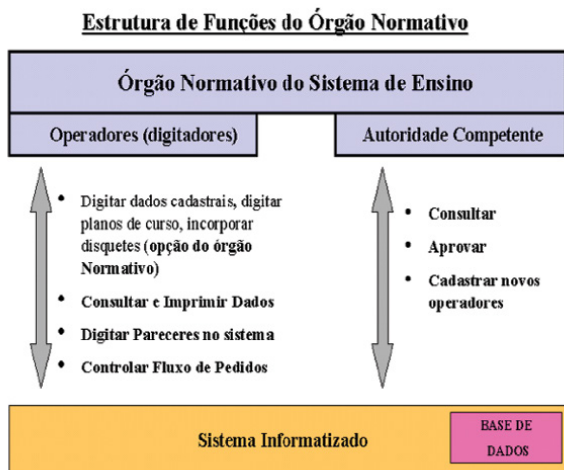 Estrutura de Funções do Órgão Normativo
Órgão Normativo do Sistema de Ensino
Operadores (digitadores)
Autoridade Competente
• Digitar dados cadastrais, digitar
planos de curso, incorporar
disquetes (opção do órgão
Normativo)
• Consultar e Imprimir Dados
• Digitar Pareceres no sistema
• Controlar Fluxo de Pedidos
• Consultar
• Aprovar
• Cadastrar novos
operadores
Sistema Informatizado
BASE DE
DADOS